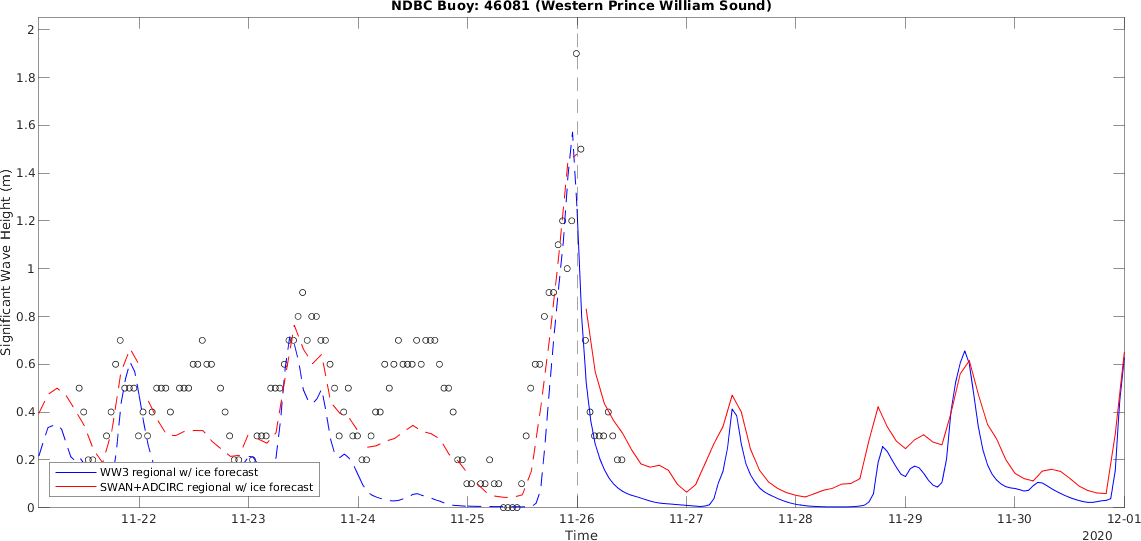 NDBC Buoy: 46081 (Western Prince William Sound)
2
1.8
1.6
1.4
1.2
1
0.8
0.6
0.4
0.2
0
Significant Wave Height (m)
WW3 regional w/ ice forecast
SWAN+ADCIRC regional w/ ice forecast
11-22 11-23 11-24 11-25 11-26 11-27 11-28 11-29 11-30 12-01
Time
2020